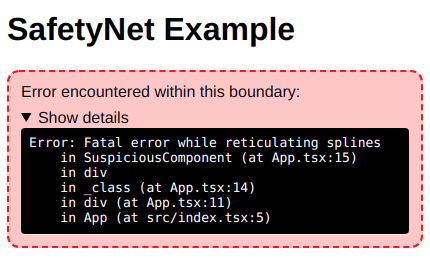 SafetyNet Example
Error encountered within this boundary:
▼ Show details
Error: Fatal error while reticulating splines
    in SuspiciousComponent (at App.tsx:15)
    in div
    in _class (at App.tsx:14)
    in div (at App.tsx:11)
    in App (at src/index.tsx:5)